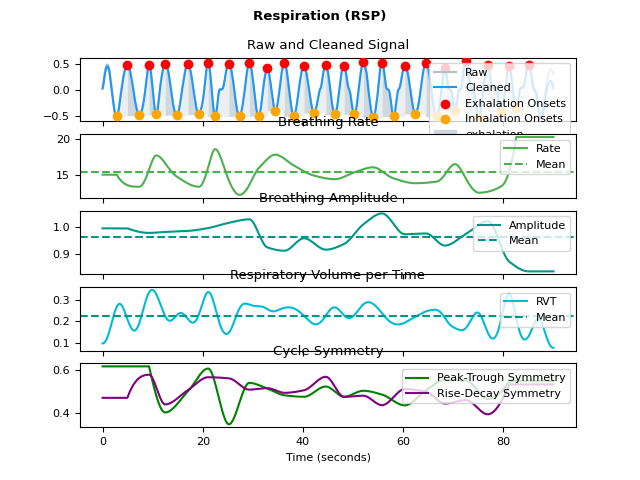 Respiration (RSP)
Raw and Cleaned Signal
0.5
0.0
−0.5
Raw
Cleaned
Exhalation Onsets
Inhalation Onsets
exhalation
Breathing Rate
20
15
Rate
Mean
Breathing Amplitude
1.0
0.9
Amplitude
Mean
Respiratory Volume per Time
0.3
0.2
0.1
RVT
Mean
Cycle Symmetry
0.6
0.4
Peak-Trough Symmetry
Rise-Decay Symmetry
0 20 40 60 80
Time (seconds)